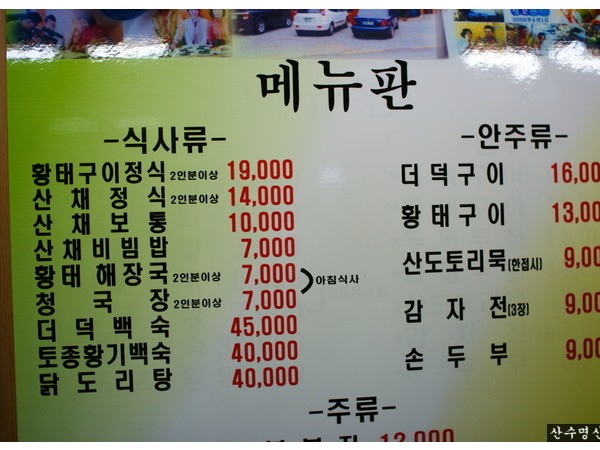 메뉴판
-식사류-
황태구이정식 2인분이상 19,000
산채정식 2인분이상 14,000
산채보통 10,000
산채비빔밥 7,000
황태해장국 2인분이상 7,000
아침식사
청국장 2인분이상 7,000
더덕백숙 45,000
토종황기백숙 40,000
닭도리탕 40,000
-안주류-
더덕구이 16,00
황태구이 13,00
산도토리묵(한접시) 9,00
감자전(3장) 9,00
손두부 9,00
-주류-
12,000
산수명산